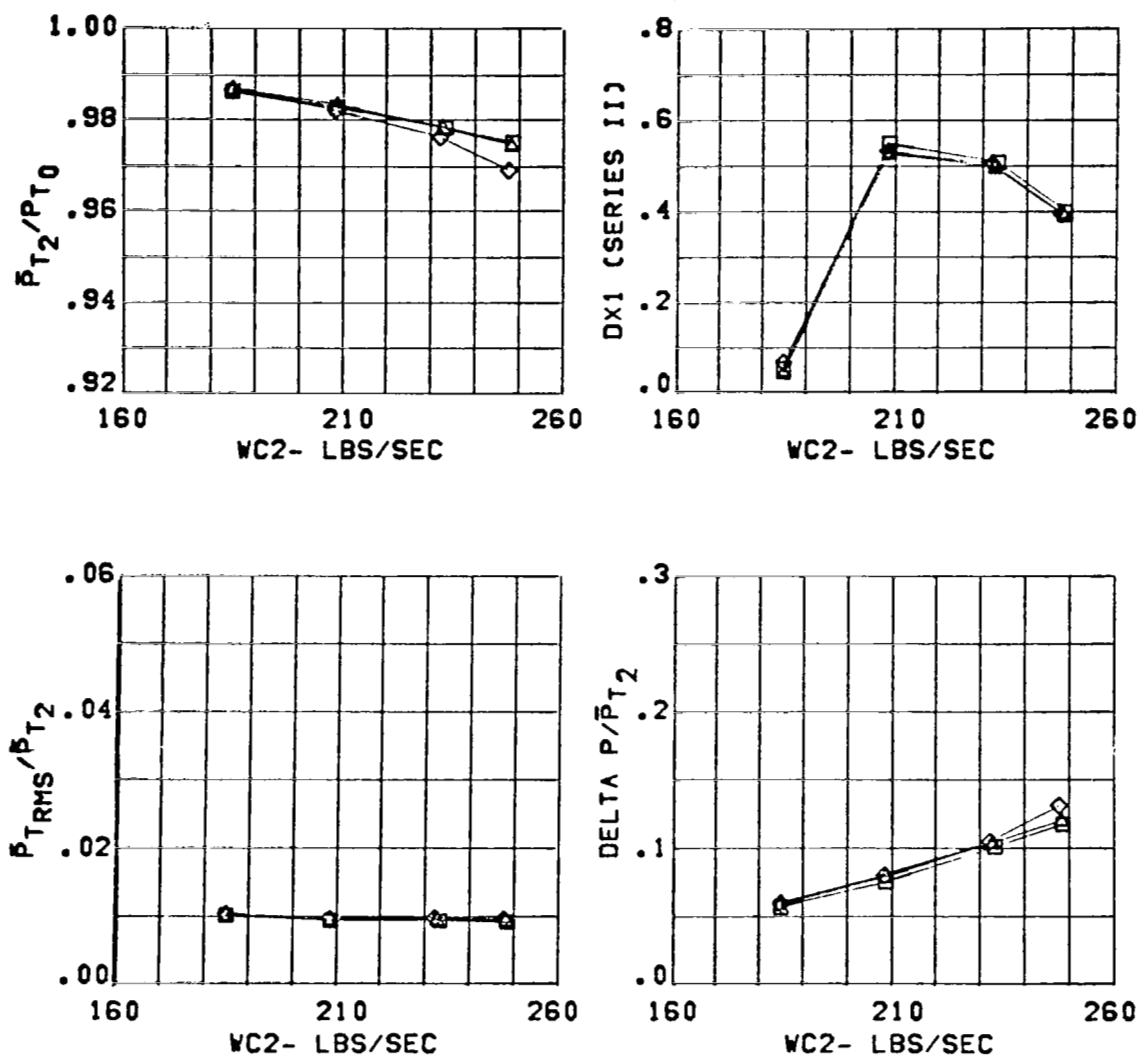 1.00
.98
.96
.94
.92
P̄T2/PT0
160 210 260
WC2- LBS/SEC
.8
.6
.4
.2
.0
DX1 (SERIES II)
160 210 260
WC2- LBS/SEC
.06
.04
.02
.00
P̄TRMS/P̄T2
160 210 260
WC2- LBS/SEC
.3
.2
.1
.0
DELTA P/P̄T2
160 210 260
WC2- LBS/SEC